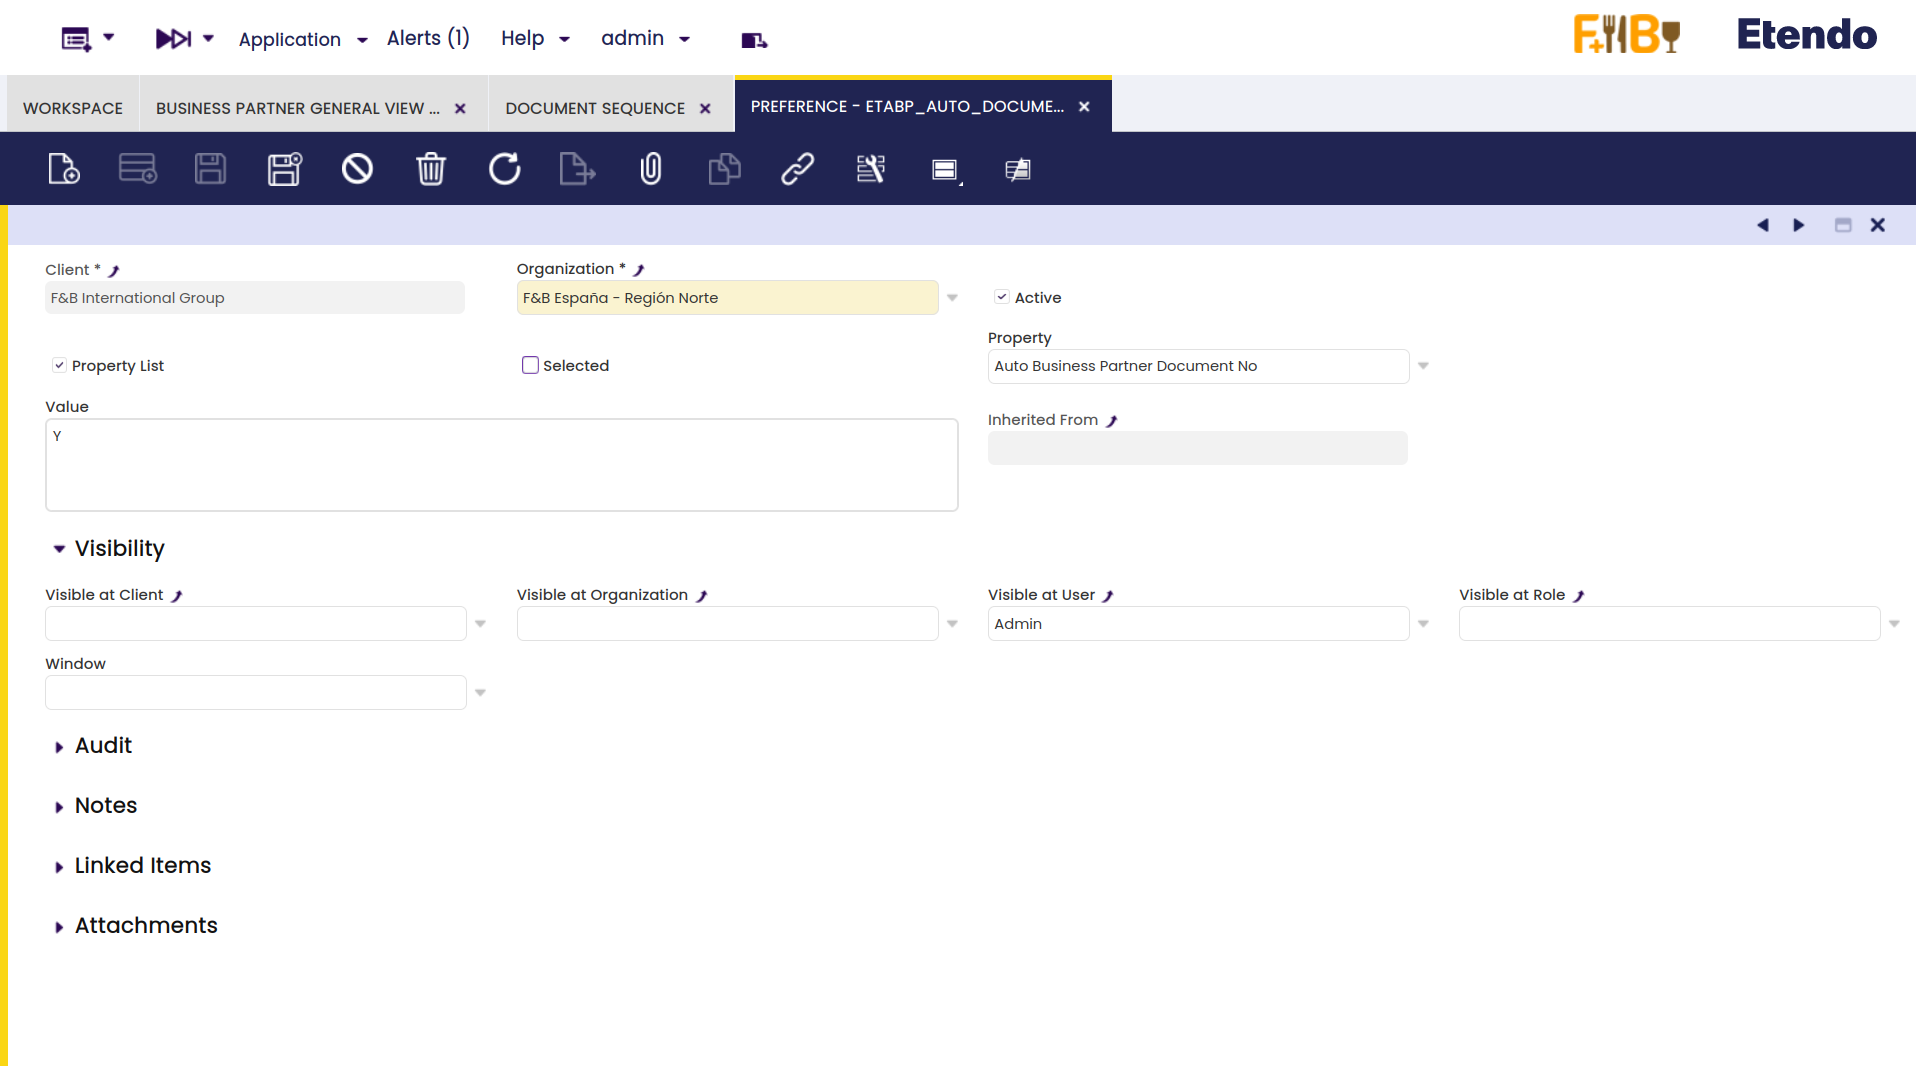 Application
Alerts (1)
Help
admin
F+B
Etendo
WORKSPACE
BUSINESS PARTNER GENERAL VIEW ...
DOCUMENT SEQUENCE
PREFERENCE - ETABP_AUTO_DOCUME...
Client *
Organization *
F&B International Group
F&B España - Región Norte
Active
Property
Property List
Selected
Auto Business Partner Document No
Value
Y
Inherited From
Visibility
Visible at Client
Visible at Organization
Visible at User
Visible at Role
Admin
Window
Audit
Notes
Linked Items
Attachments